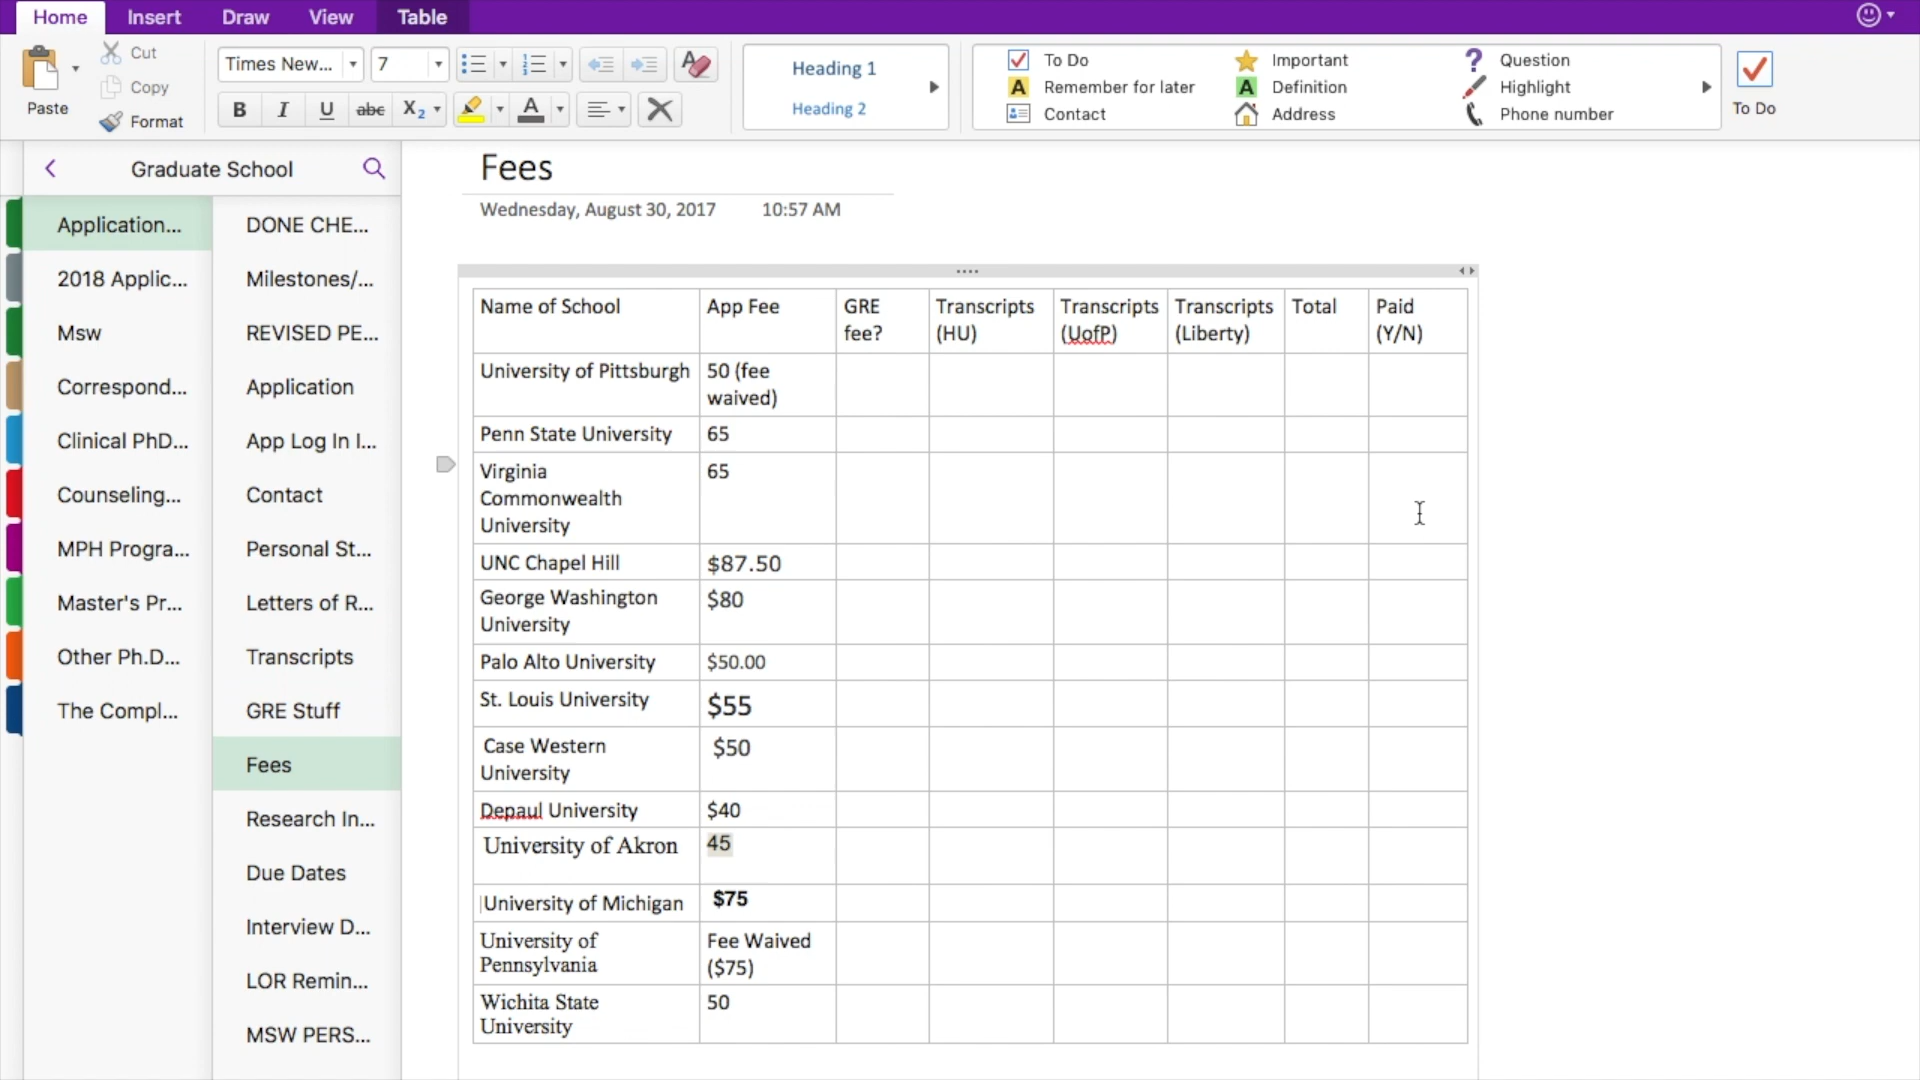 Home Insert Draw View Table
Paste
Cut
Copy
Format
Times New... 7
B I U abc X2 A
Heading 1
Heading 2
To Do Important Question
Remember for later Definition Highlight
Contact Address Phone number
To Do
Graduate School
Application...
2018 Applic...
Msw
Correspond...
Clinical PhD...
Counseling...
MPH Progra...
Master's Pr...
Other Ph.D...
The Compl...
DONE CHE...
Milestones/...
REVISED PE...
Application
App Log In I...
Contact
Personal St...
Letters of R...
Transcripts
GRE Stuff
Fees
Research In...
Due Dates
Interview D...
LOR Remin...
MSW PERS...
Fees
Wednesday, August 30, 2017 10:57 AM
Name of School App Fee GRE Transcripts Transcripts Transcripts Total Paid
fee? (HU) (UofP) (Liberty) (Y/N)
University of Pittsburgh 50 (fee
waived)
Penn State University 65
Virginia 65
Commonwealth
University
UNC Chapel Hill $87.50
George Washington $80
University
Palo Alto University $50.00
St. Louis University $55
Case Western $50
University
Depaul University $40
University of Akron 45
University of Michigan $75
University of Fee Waived
Pennsylvania ($75)
Wichita State 50
University